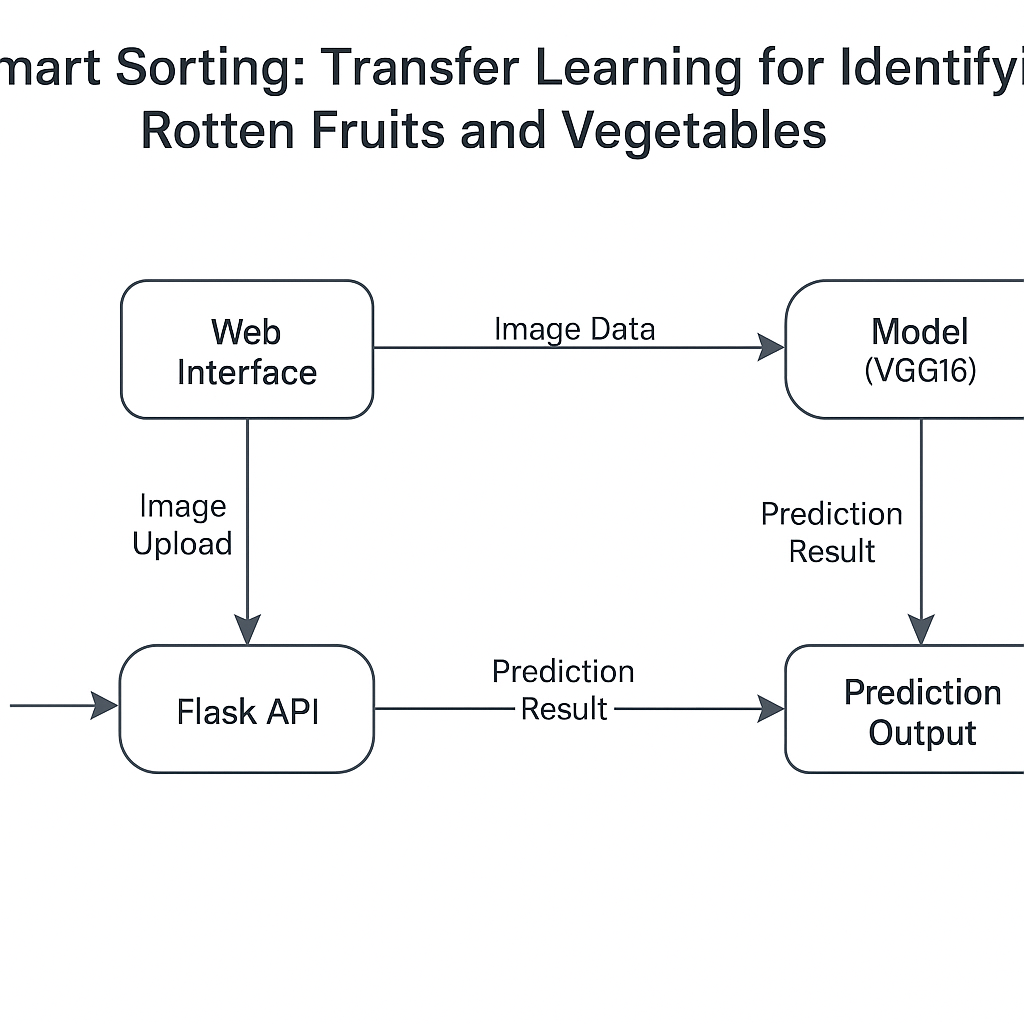 mart Sorting: Transfer Learning for Identifyi
Rotten Fruits and Vegetables
Web
Interface
Image Data
Model
(VGG16)
Image
Upload
Prediction
Result
Flask API
Prediction
Result
Prediction
Output